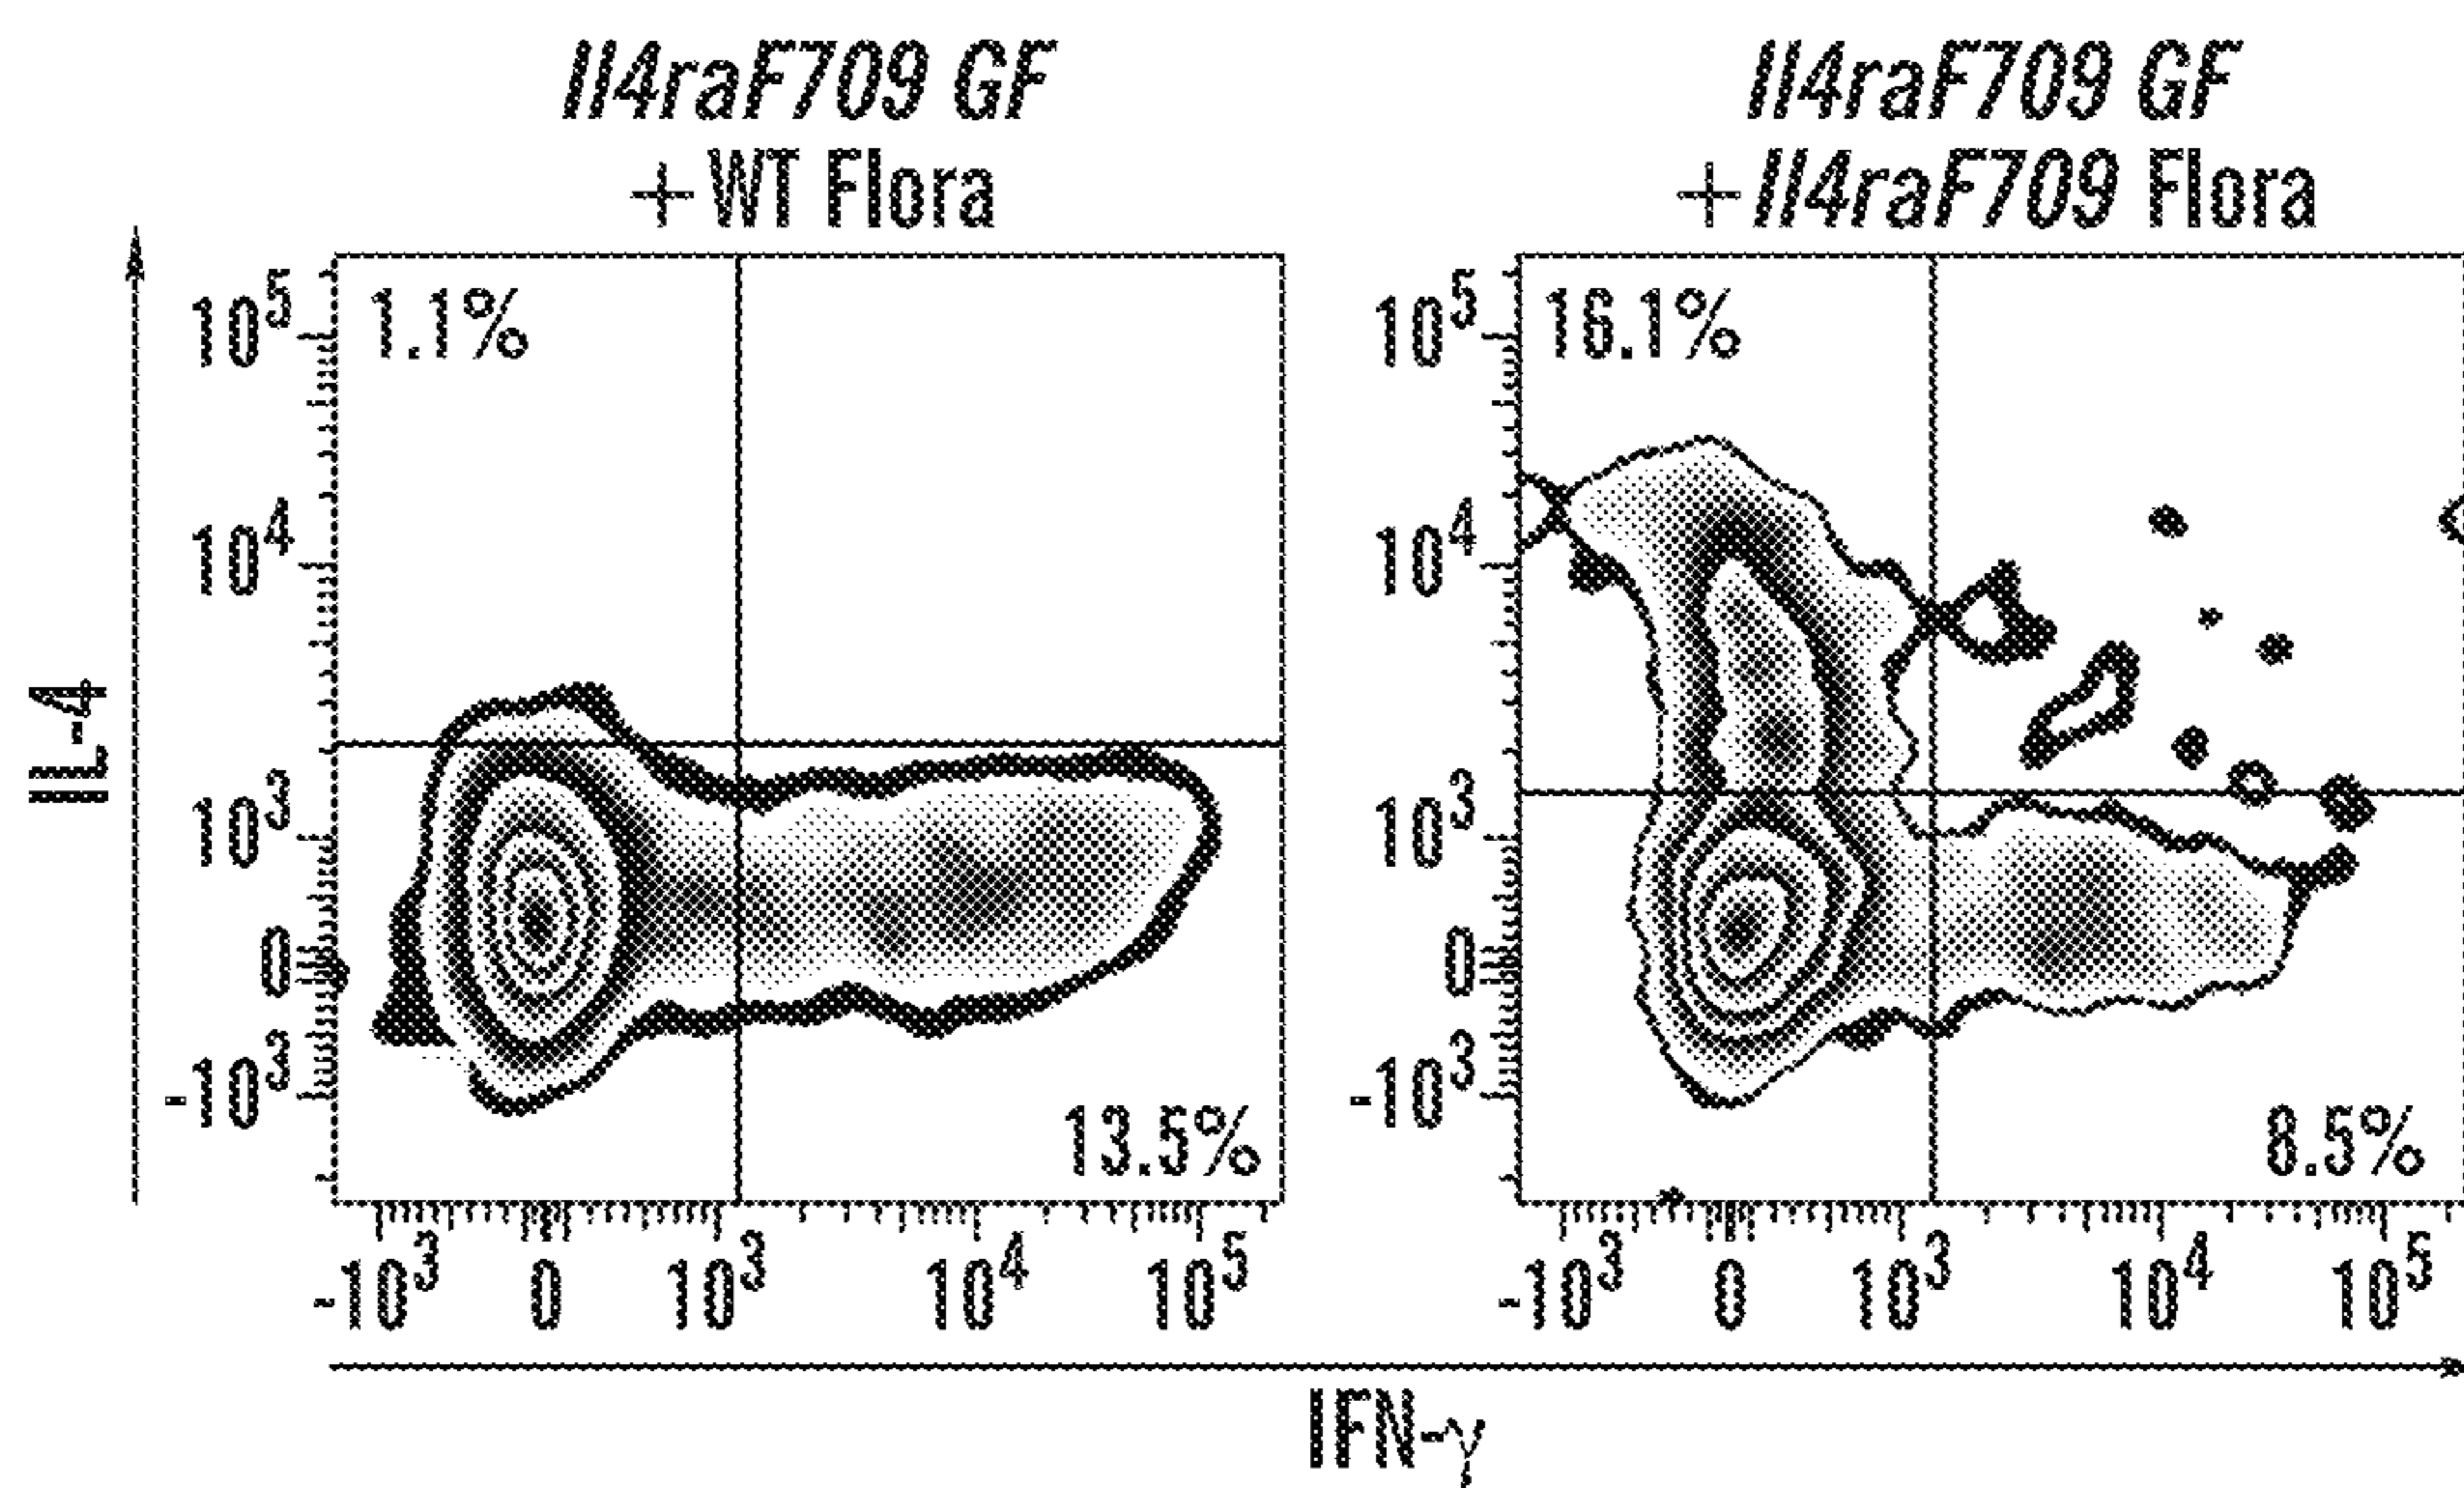 Il4raF709 GF
+ WT Flora
Il4raF709 GF
+ Il4raF709 Flora
IL-4
10^5
10^4
10^3
0
-10^3
1.1%
13.5%
-10^3 0 10^3 10^4 10^5
10^5
10^4
10^3
0
-10^3
16.1%
8.5%
-10^3 0 10^3 10^4 10^5
IFN-γ